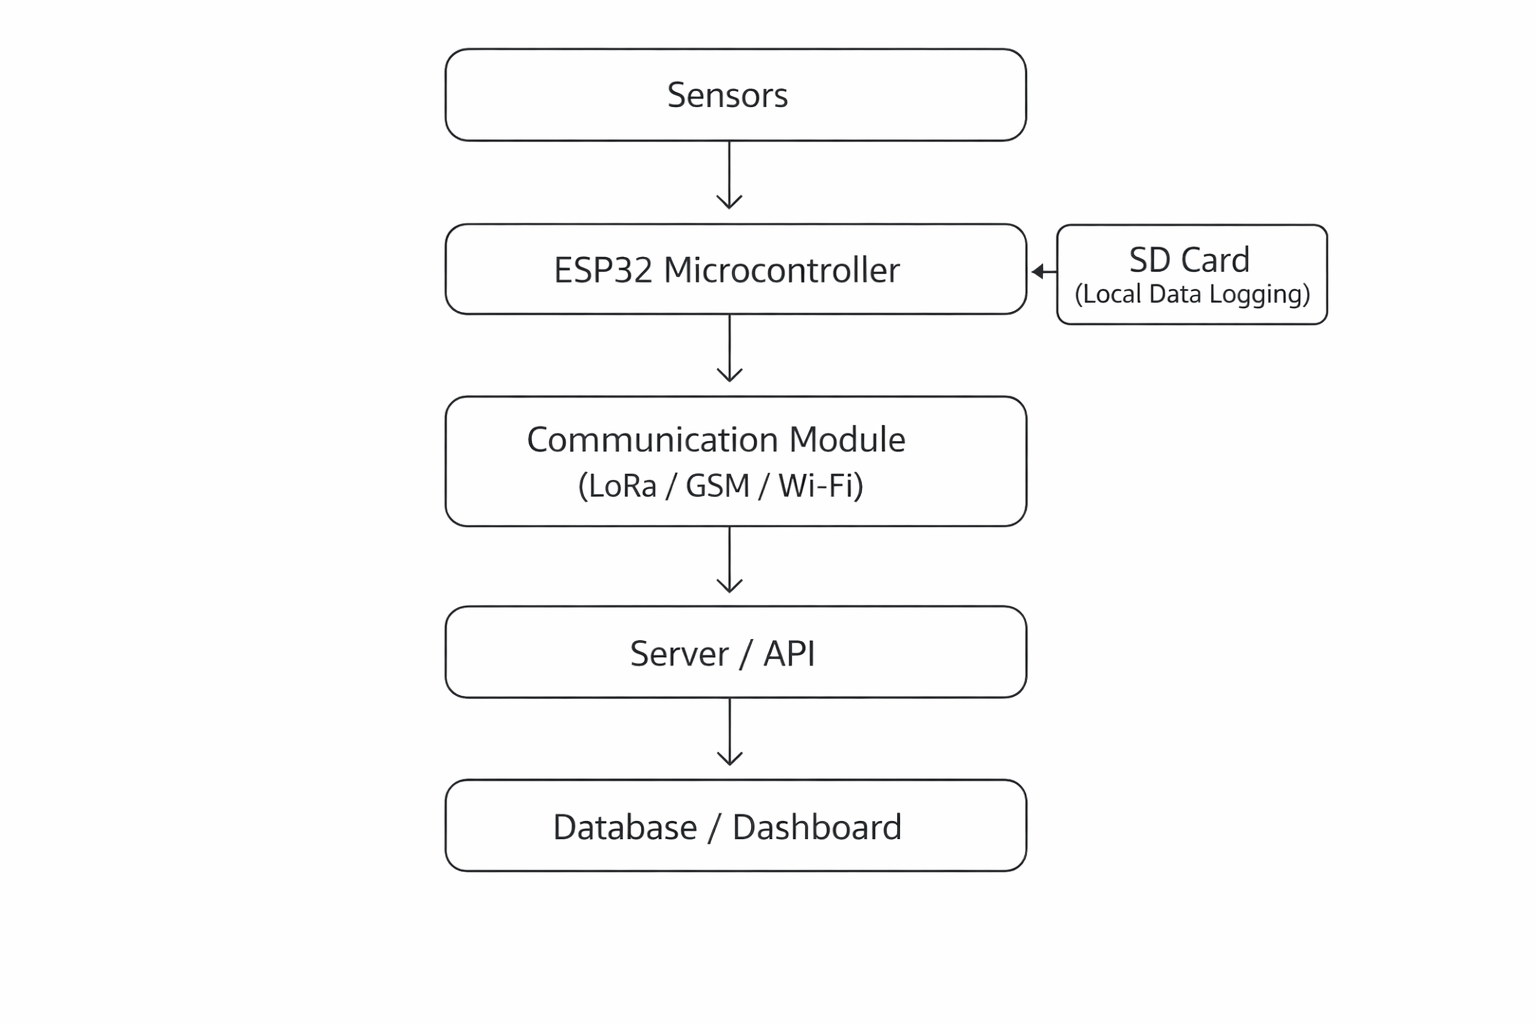 Sensors
ESP32 Microcontroller
SD Card
(Local Data Logging)
Communication Module
(LoRa / GSM / Wi-Fi)
Server / API
Database / Dashboard